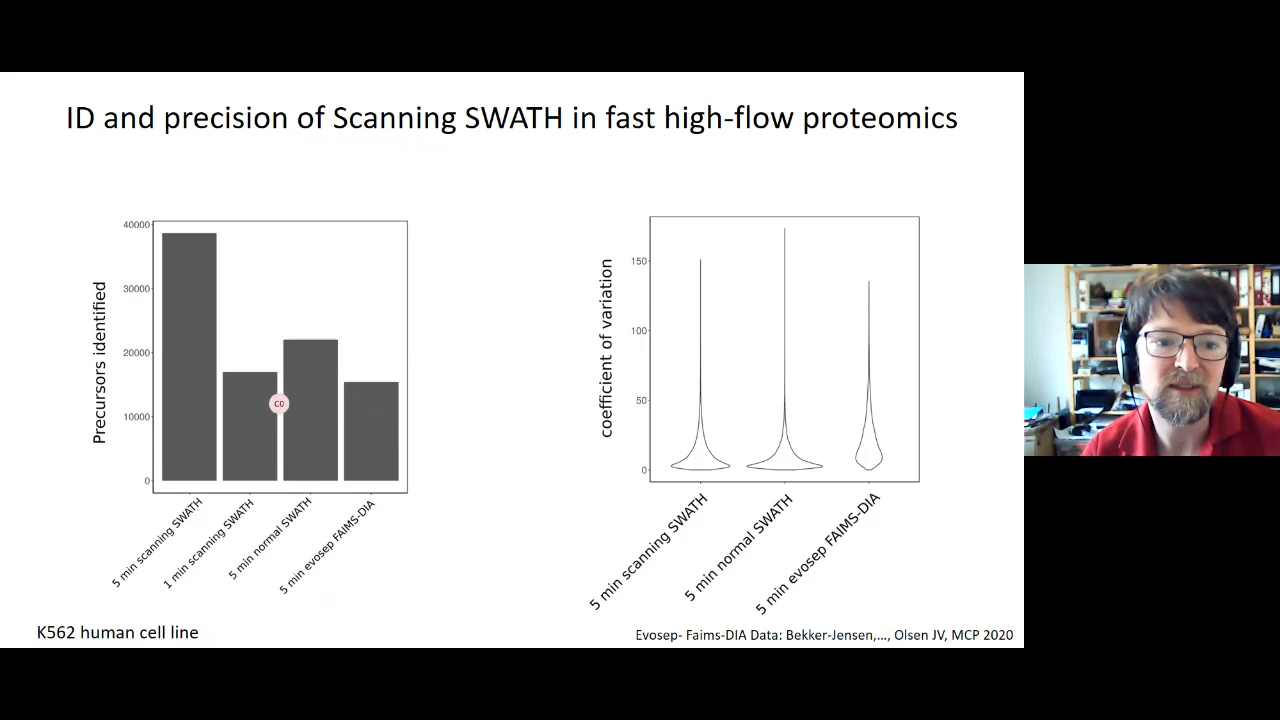 ID and precision of Scanning SWATH in fast high-flow proteomics
Precursors identified
40000
30000
20000
10000
0
C0
5 min scanning SWATH
1 min scanning SWATH
5 min normal SWATH
5 min evosep FAIMS-DIA
coefficient of variation
150
100
50
0
5 min scanning SWATH
5 min normal SWATH
5 min evosep FAIMS-DIA
K562 human cell line
Evosep- Faims-DIA Data: Bekker-Jensen,…, Olsen JV, MCP 2020